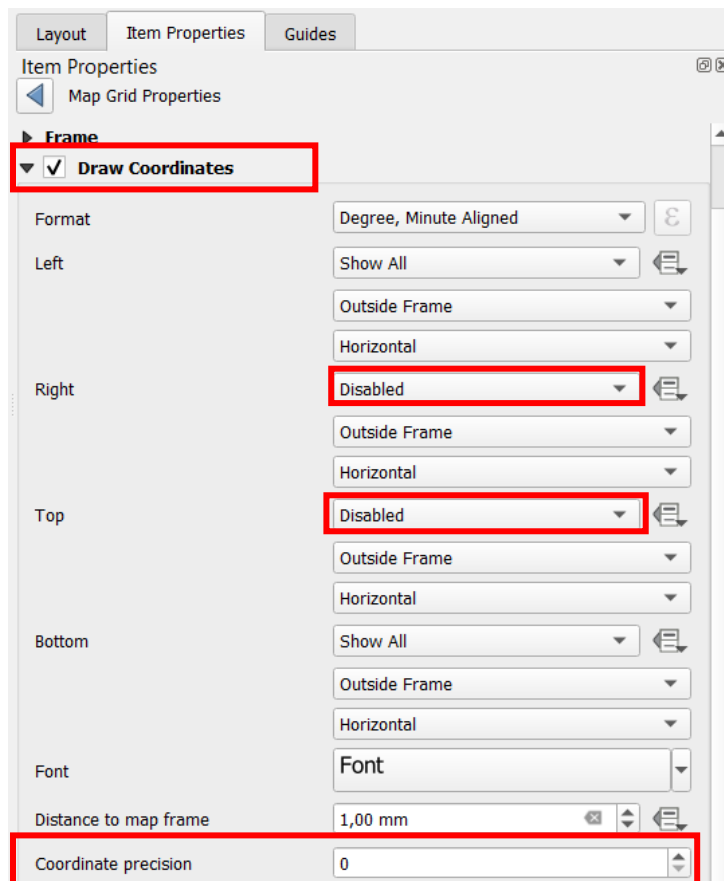 Layout Item Properties Guides
Item Properties
Map Grid Properties
Frame
Draw Coordinates
Format Degree, Minute Aligned ε
Left Show All
Outside Frame
Horizontal
Right Disabled
Outside Frame
Horizontal
Top Disabled
Outside Frame
Horizontal
Bottom Show All
Outside Frame
Horizontal
Font Font
Distance to map frame 1,00 mm
Coordinate precision 0